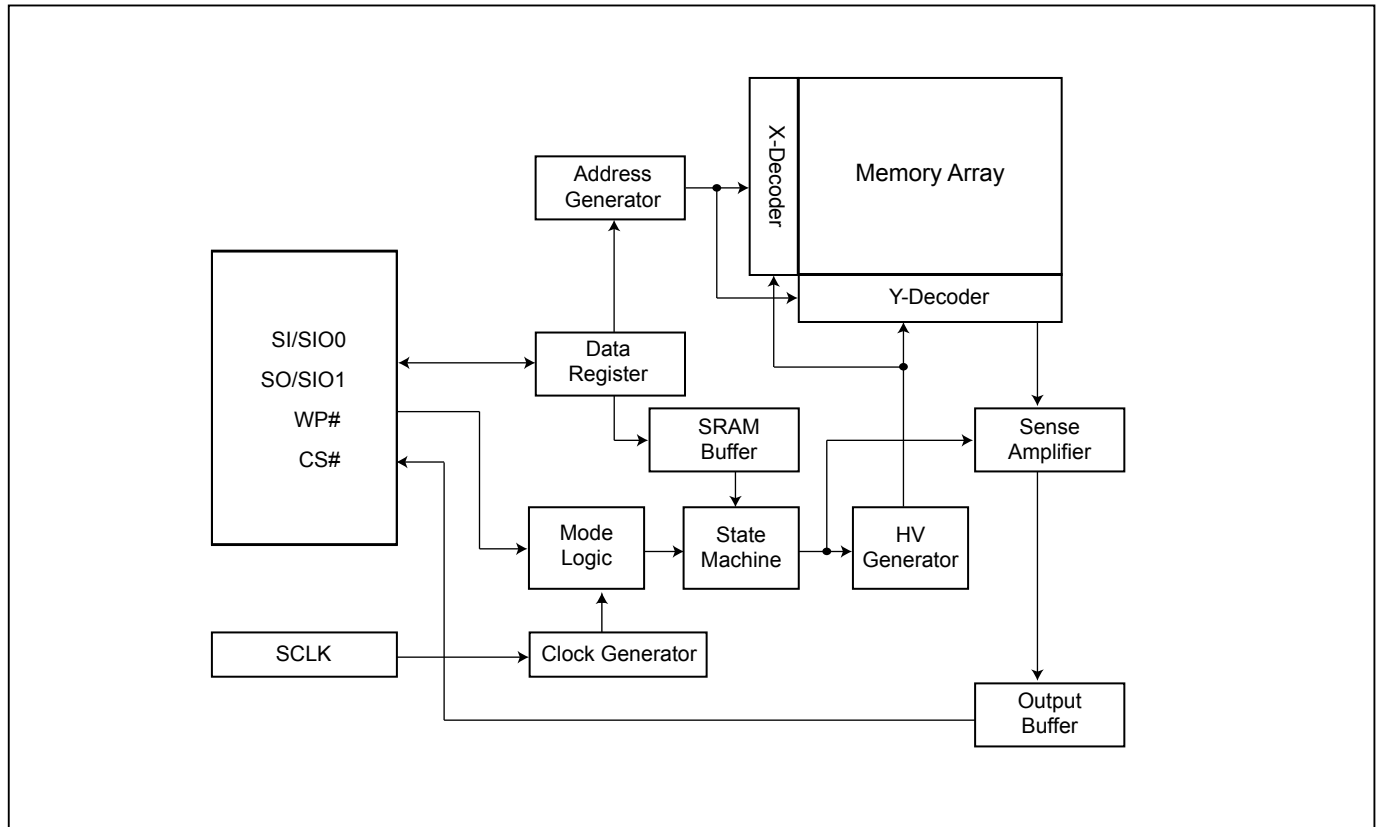 X-Decoder
Memory Array
Address
Generator
Y-Decoder
SI/SIO0
SO/SIO1
WP#
CS#
Data
Register
SRAM
Buffer
Sense
Amplifier
Mode
Logic
State
Machine
HV
Generator
SCLK
Clock Generator
Output
Buffer